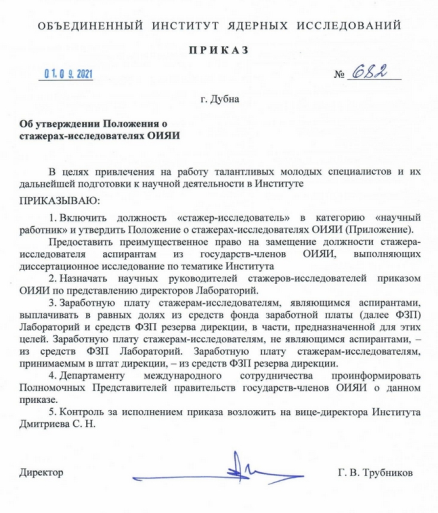 ОБЪЕДИНЕННЫЙ ИНСТИТУТ ЯДЕРНЫХ ИССЛЕДОВАНИЙ
ПРИКАЗ
01.09.2021 № 682
г. Дубна
Об утверждении Положения о
стажерах-исследователях ОИЯИ
В целях привлечения на работу талантливых молодых специалистов и их
дальнейшей подготовки к научной деятельности в Институте
ПРИКАЗЫВАЮ:
1. Включить должность «стажер-исследователь» в категорию «научный
работник» и утвердить Положение о стажерах-исследователях ОИЯИ (Приложение).
Предоставить преимущественное право на замещение должности стажера-
исследователя аспирантам из государств-членов ОИЯИ, выполняющих
диссертационное исследование по тематике Института
2. Назначать научных руководителей стажеров-исследователей приказом
ОИЯИ по представлению директоров Лабораторий.
3. Заработную плату стажерам-исследователям, являющимся аспирантами,
выплачивать в равных долях из средств фонда заработной платы (далее ФЗП)
Лабораторий и средств ФЗП резерва дирекции, в части, предназначенной для этих
целей. Заработную плату стажерам-исследователям, не являющимся аспирантами, –
из средств ФЗП Лабораторий. Заработную плату стажерам-исследователям,
принимаемым в штат дирекции, – из средств ФЗП резерва дирекции.
4. Департаменту международного сотрудничества проинформировать
Полномочных Представителей правительств государств-членов ОИЯИ о данном
приказе.
5. Контроль за исполнением приказа возложить на вице-директора Института
Дмитриева С. Н.
Директор Г. В. Трубников